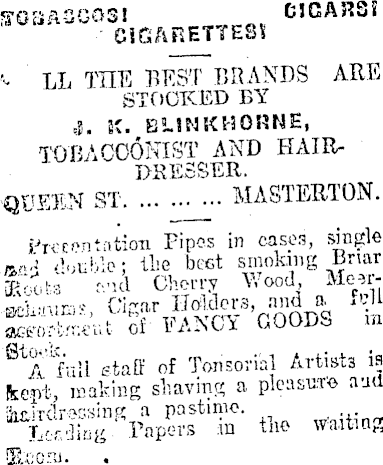 TOBACCOS! CIGARS!
CIGARETTES!
LL THE BEST BRANDS ARE
STOCKED BY
J. K. BLINKHORNE,
TOBACCONIST AND HAIR-
DRESSER.
QUEEN ST. ... ... ... MASTERTON.
Presentation Pipes in cases, single
and double; the best smoking Briar
Roots and Cherry Wood, Meer-
schaums, Cigar Holders, and a full
assortment of FANCY GOODS in
Stock.
A full staff of Tonsorial Artists is
kept, making shaving a pleasure and
hairdressing a pastime.
Leading Papers in the waiting
Room.